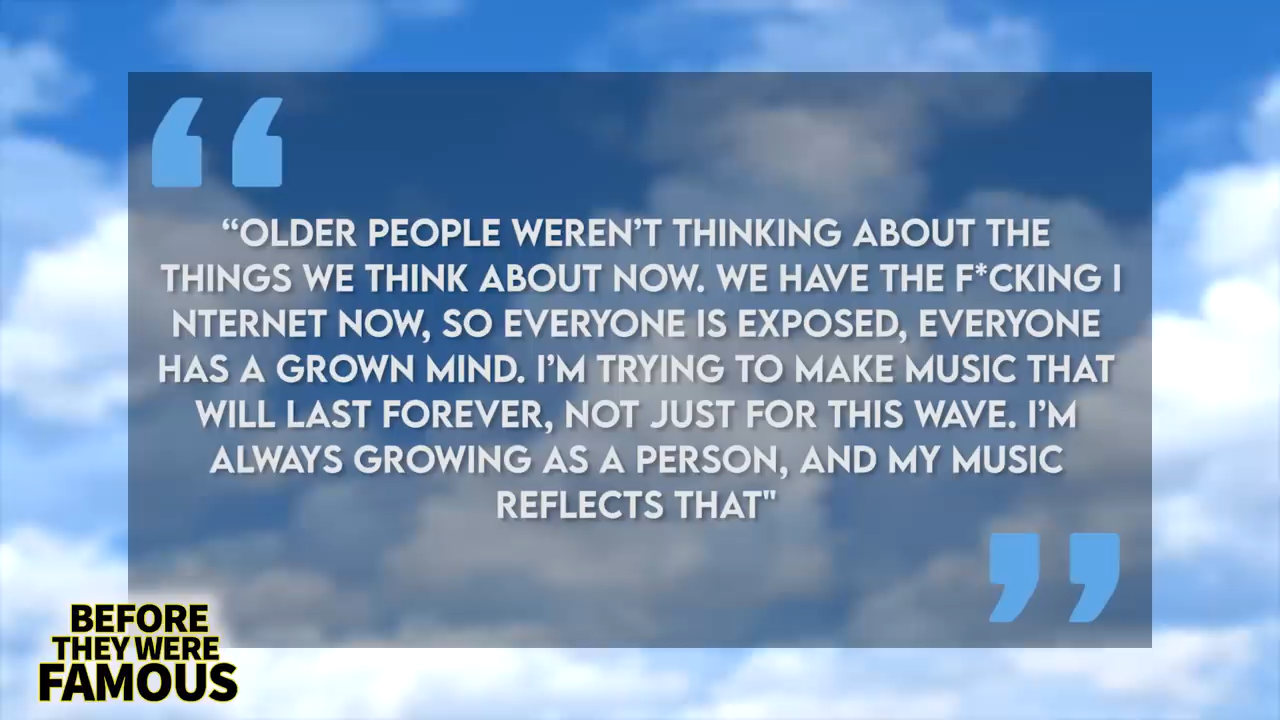 “OLDER PEOPLE WEREN’T THINKING ABOUT THE
THINGS WE THINK ABOUT NOW. WE HAVE THE F*CKING I
NTERNET NOW, SO EVERYONE IS EXPOSED, EVERYONE
HAS A GROWN MIND. I’M TRYING TO MAKE MUSIC THAT
WILL LAST FOREVER, NOT JUST FOR THIS WAVE. I’M
ALWAYS GROWING AS A PERSON, AND MY MUSIC
REFLECTS THAT"
BEFORE
THEY WERE
FAMOUS